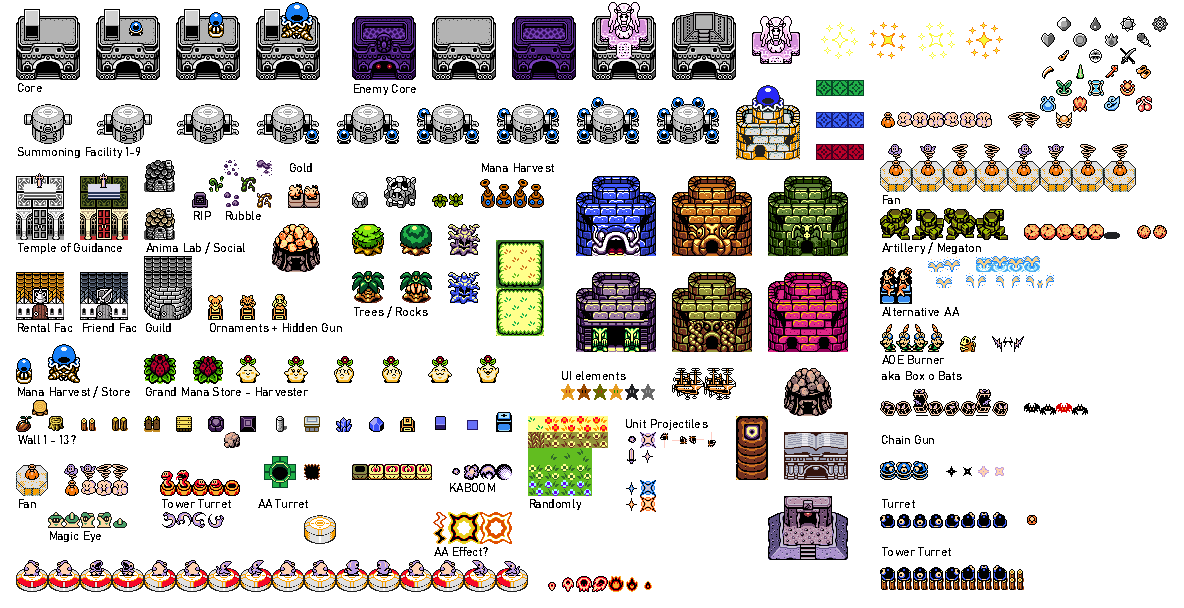 Core
Enemy Core
Summoning Facility 1-9
Gold
Mana Harvest
RIP
Rubble
Fan
Temple of Guidance
Anima Lab / Social
Artillery / Megaton
Trees / Rocks
Alternative AA
Rental Fac
Friend Fac
Guild
Ornaments + Hidden Gun
AOE Burner
aka Box o Bats
UI elements
Mana Harvest / Store
Grand Mana Store - Harvester
Unit Projectiles
Wall 1 - 13?
Chain Gun
KABOOM
Fan
Tower Turret
AA Turret
Randomly
Turret
Magic Eye
AA Effect?
Tower Turret